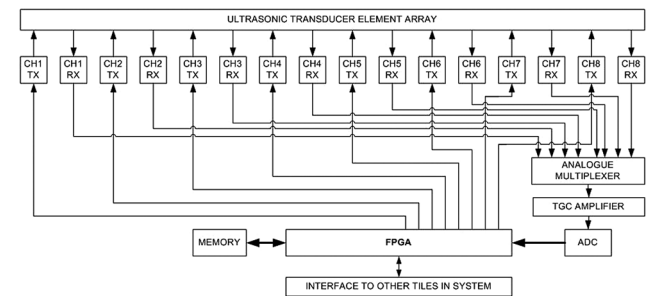 ULTRASONIC TRANSDUCER ELEMENT ARRAY
CH1 CH1 CH2 CH2 CH3 CH3 CH4 CH4 CH5 CH5 CH6 CH6 CH7 CH7 CH8 CH8
TX RX TX RX TX RX TX RX TX RX TX RX TX RX TX RX
ANALOGUE
MULTIPLEXER
TGC AMPLIFIER
MEMORY FPGA ADC
INTERFACE TO OTHER TILES IN SYSTEM